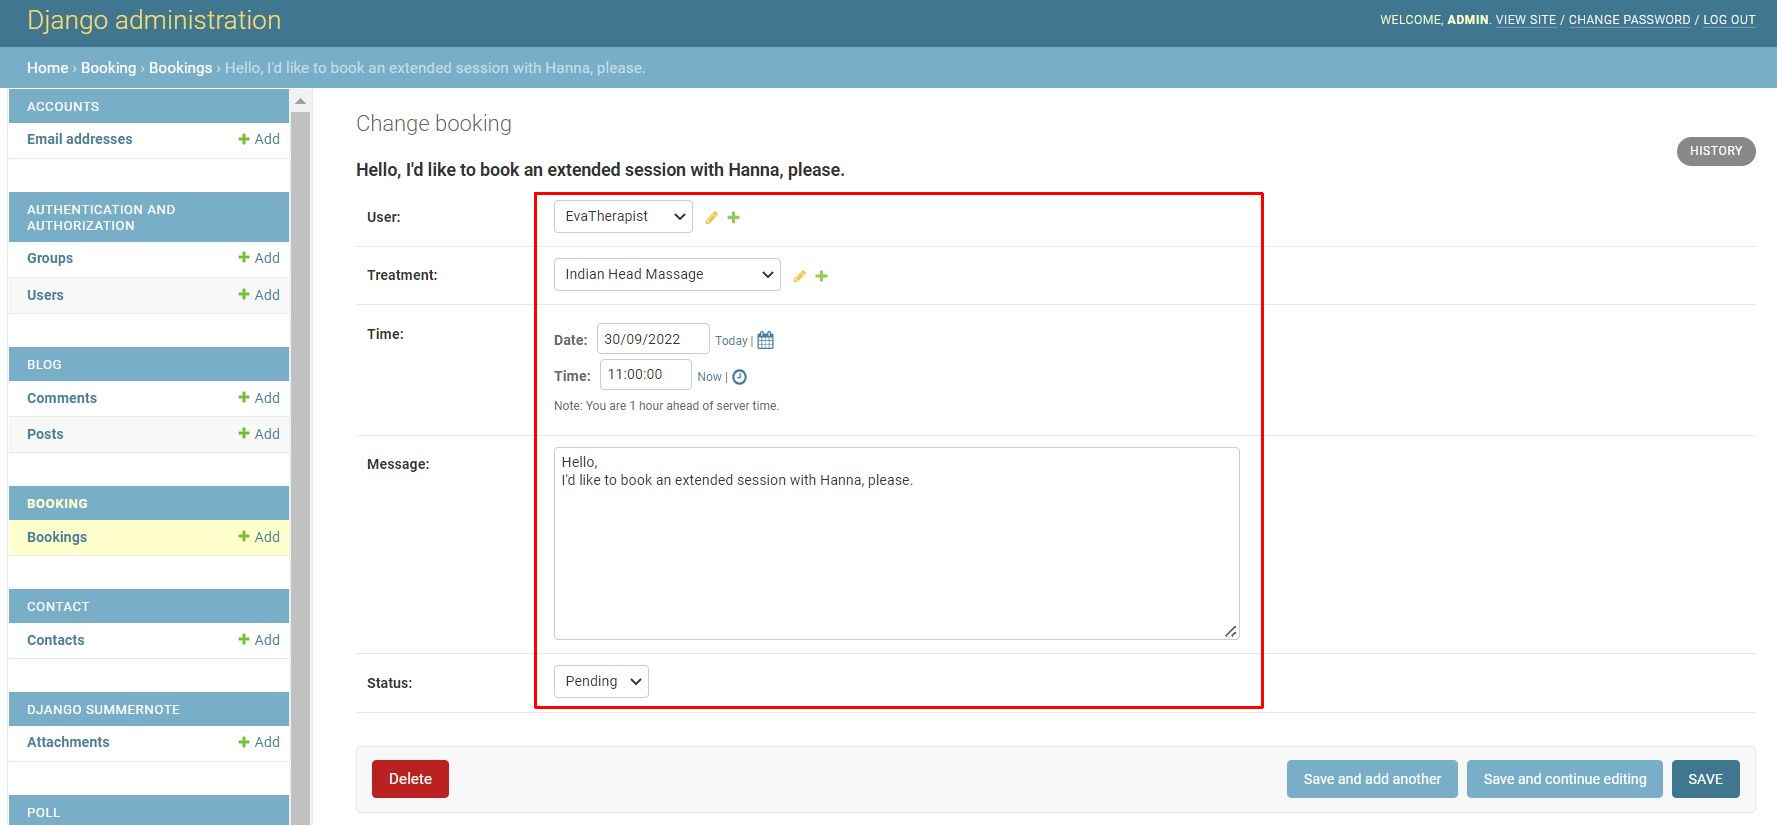 Django administration
WELCOME, ADMIN. VIEW SITE / CHANGE PASSWORD / LOG OUT
Home › Booking › Bookings › Hello, I'd like to book an extended session with Hanna, please.
ACCOUNTS
Email addresses
Add
AUTHENTICATION AND
AUTHORIZATION
Groups
Add
Users
Add
BLOG
Comments
Add
Posts
Add
BOOKING
Bookings
Add
CONTACT
Contacts
Add
DJANGO SUMMERNOTE
Attachments
Add
POLL
Change booking
HISTORY
Hello, I'd like to book an extended session with Hanna, please.
User:
EvaTherapist
Treatment:
Indian Head Massage
Time:
Date: 30/09/2022 Today |
Time: 11:00:00 Now |
Note: You are 1 hour ahead of server time.
Message:
Hello,
I'd like to book an extended session with Hanna, please.
Status:
Pending
Delete
Save and add another
Save and continue editing
SAVE